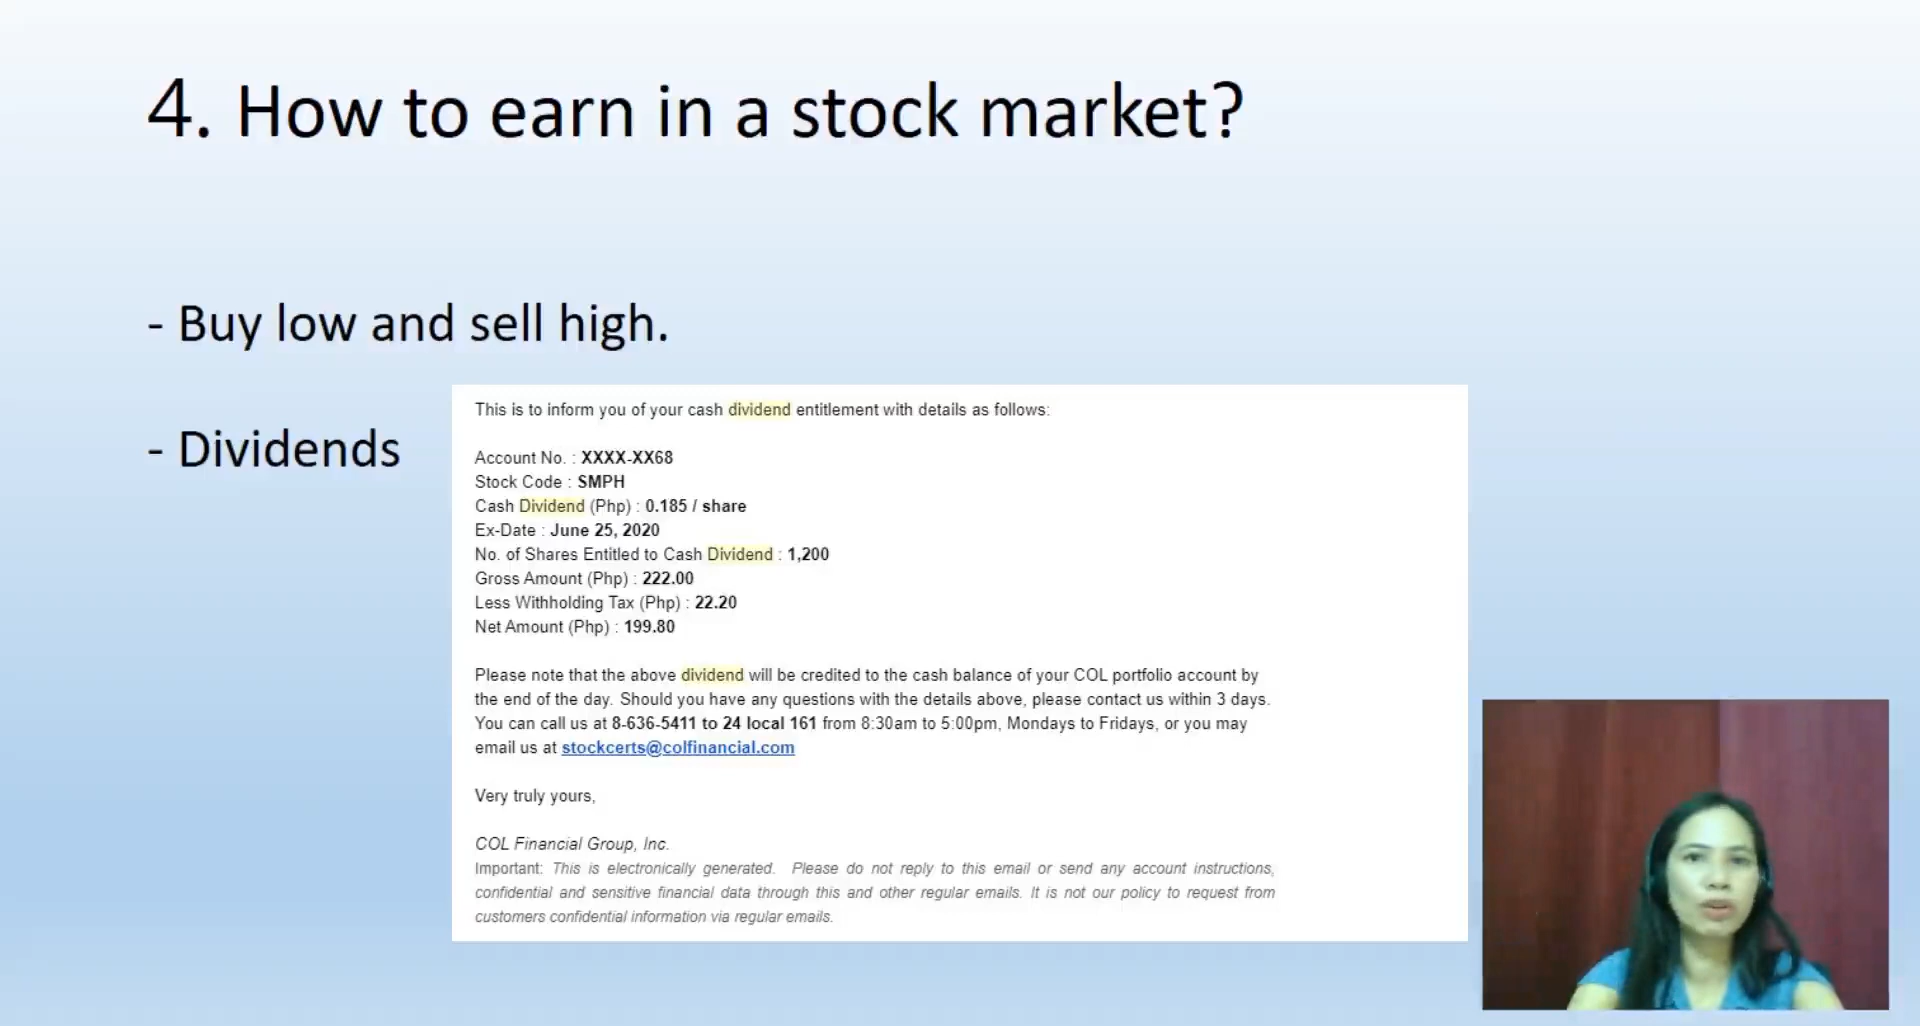 4. How to earn in a stock market?
- Buy low and sell high.
- Dividends
This is to inform you of your cash dividend entitlement with details as follows:
Account No. : XXXX-XX68
Stock Code : SMPH
Cash Dividend (Php) : 0.185 / share
Ex-Date : June 25, 2020
No. of Shares Entitled to Cash Dividend : 1,200
Gross Amount (Php) : 222.00
Less Withholding Tax (Php) : 22.20
Net Amount (Php) : 199.80
Please note that the above dividend will be credited to the cash balance of your COL portfolio account by
the end of the day. Should you have any questions with the details above, please contact us within 3 days.
You can call us at 8-636-5411 to 24 local 161 from 8:30am to 5:00pm, Mondays to Fridays, or you may
email us at stockcerts@colfinancial.com
Very truly yours,
COL Financial Group, Inc.
Important: This is electronically generated. Please do not reply to this email or send any account instructions,
confidential and sensitive financial data through this and other regular emails. It is not our policy to request from
customers confidential information via regular emails.